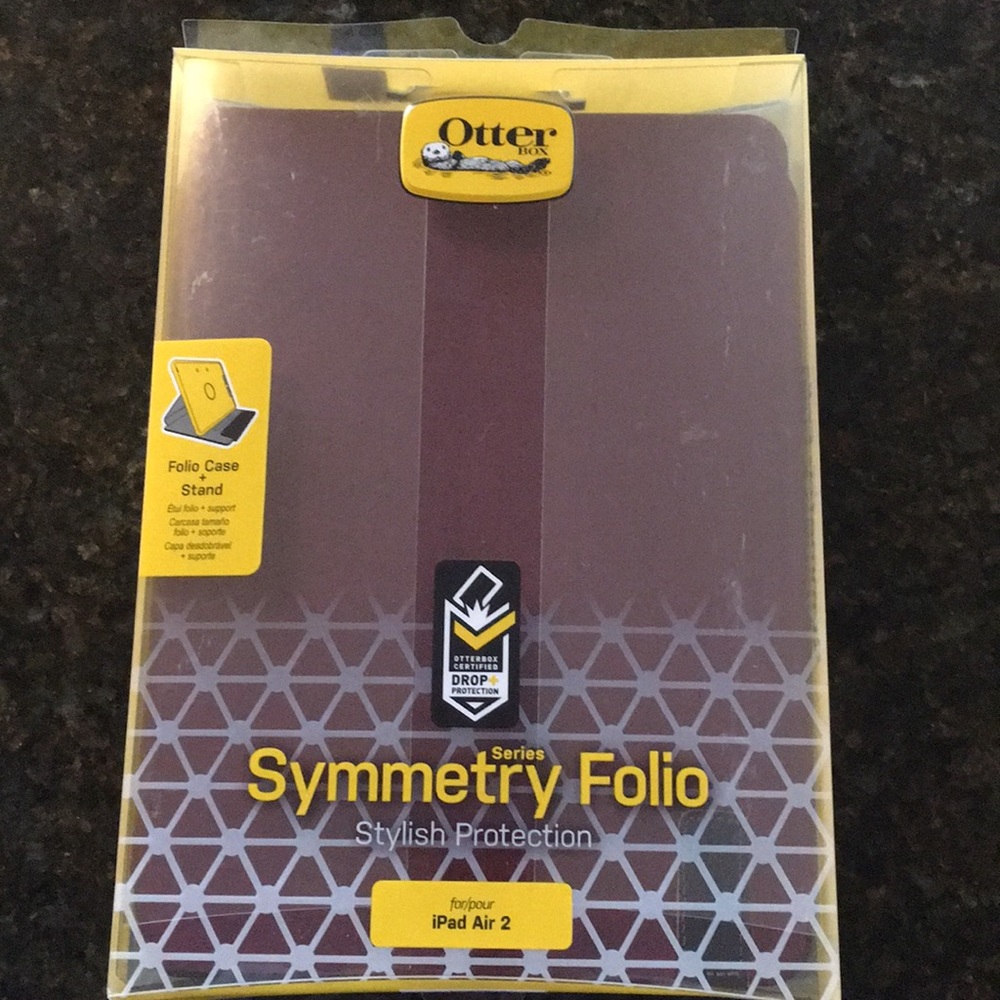 Otter
BOX
Folio Case
+
Stand
Étui folio + support
Carcasa tamaño
folio + soporte
Capa desdobrável
+ suporte
OTTERBOX
CERTIFIED
DROP+
PROTECTION
Series
Symmetry Folio
Stylish Protection
for/pour
iPad Air 2